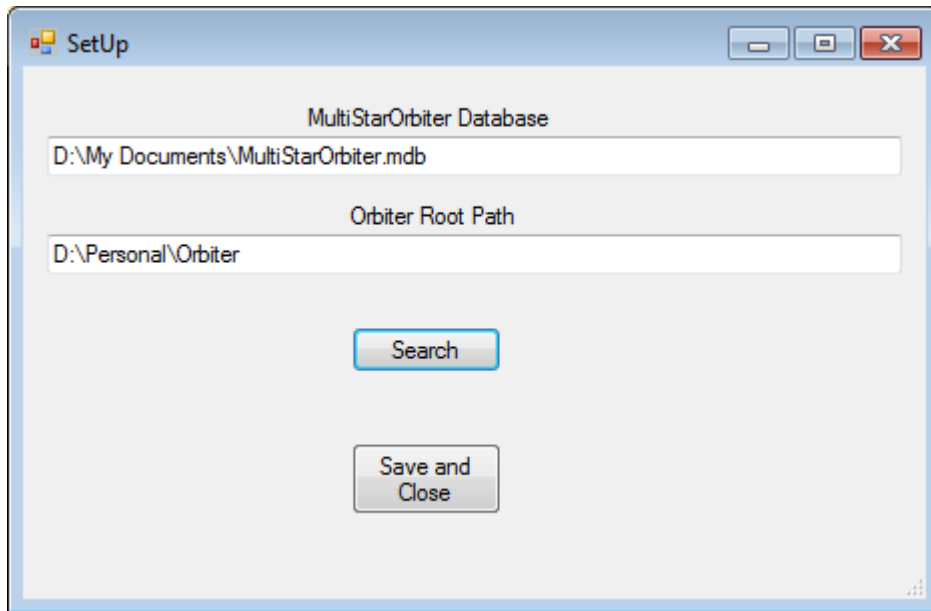 SetUp
MultiStarOrbiter Database
D:\My Documents\MultiStarOrbiter.mdb
Orbiter Root Path
D:\Personal\Orbiter
Search
Save and
Close